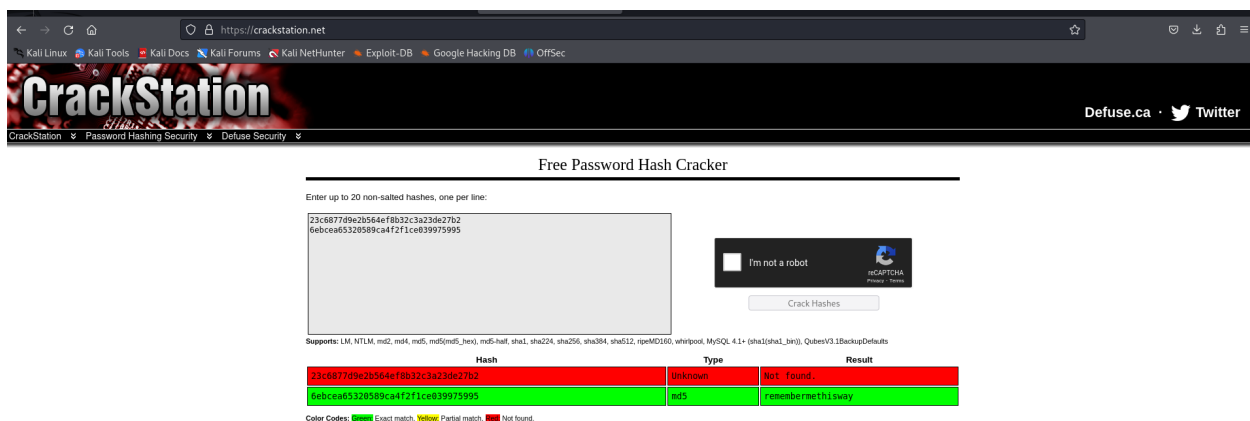 https://crackstation.net
Kali Linux Kali Tools Kali Docs Kali Forums Kali NetHunter Exploit-DB Google Hacking DB OffSec
CrackStation
Defuse.ca · Twitter
CrackStation Password Hashing Security Defuse Security
Free Password Hash Cracker
Enter up to 20 non-salted hashes, one per line:
23c6877d9e2b564ef8b32c3a23de27b2
6ebcea65320589ca4f2f1ce039975995
I'm not a robot
reCAPTCHA
Privacy - Terms
Crack Hashes
Supports: LM, NTLM, md2, md4, md5, md5(md5_hex), md5-half, sha1, sha224, sha256, sha384, sha512, ripeMD160, whirlpool, MySQL 4.1+ (sha1(sha1_bin)), QubesV3.1BackupDefaults
Hash Type Result
23c6877d9e2b564ef8b32c3a23de27b2 Unknown Not found.
6ebcea65320589ca4f2f1ce039975995 md5 remembermethisway
Color Codes: Green: Exact match, Yellow: Partial match, Red: Not found.